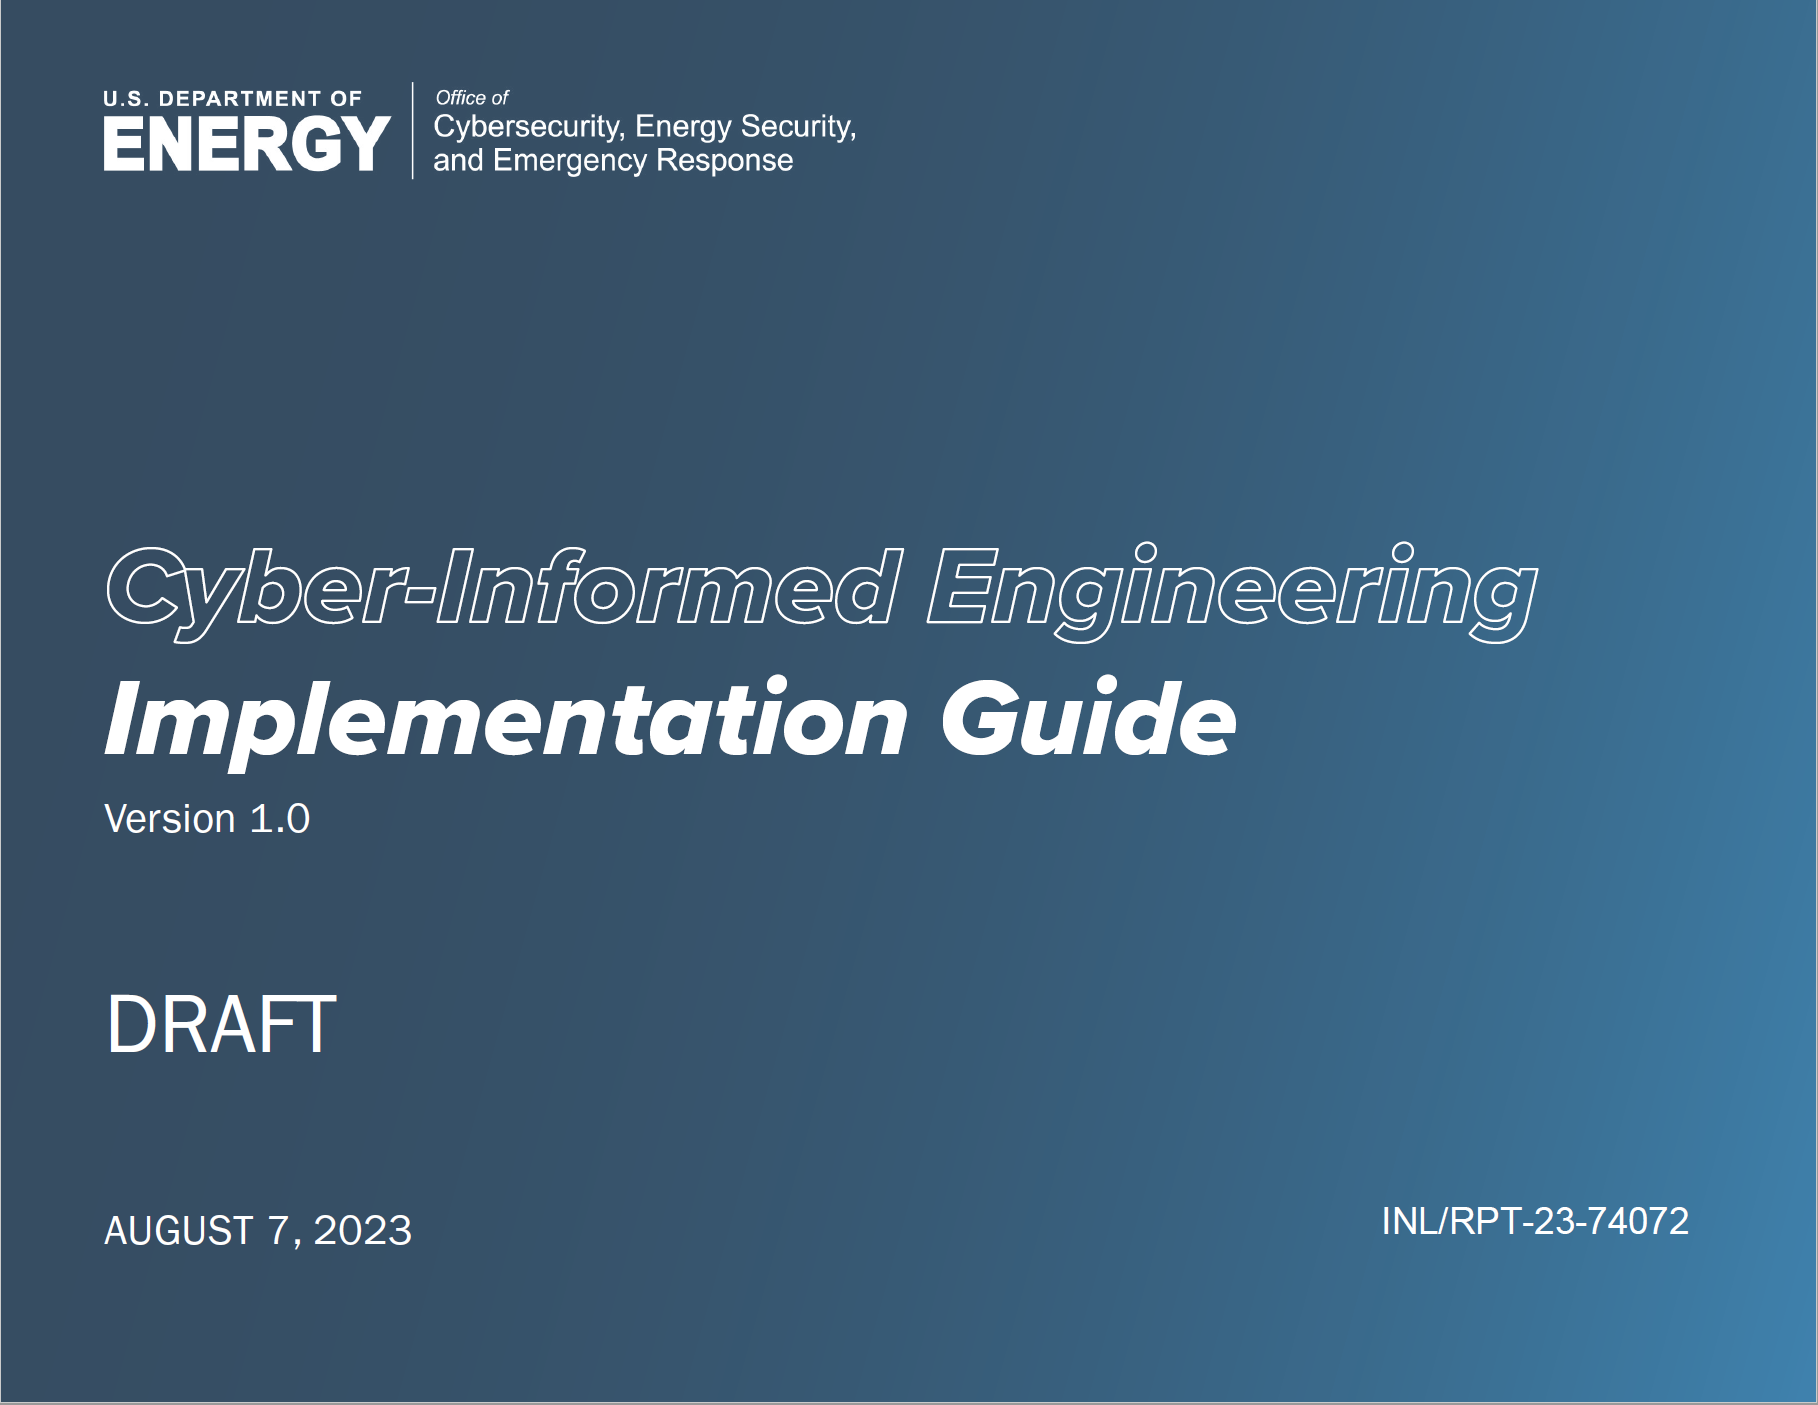 U.S. DEPARTMENT OF
ENERGY
Office of
Cybersecurity, Energy Security,
and Emergency Response
Cyber-Informed Engineering
Implementation Guide
Version 1.0
DRAFT
AUGUST 7, 2023
INL/RPT-23-74072